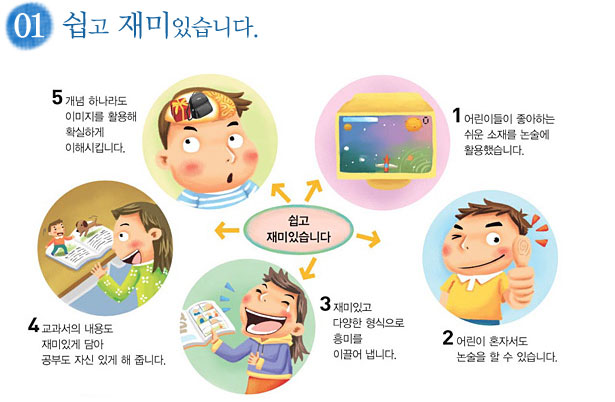 01 쉽고 재미있습니다.
1 어린이들이 좋아하는
쉬운 소재를 논술에
활용했습니다.
2 어린이 혼자서도
논술을 할 수 있습니다.
3 재미있고
다양한 형식으로
흥미를
이끌어 냅니다.
4 교과서의 내용도
재미있게 담아
공부도 자신 있게 해 줍니다.
5 개념 하나라도
이미지를 활용해
확실하게
이해시킵니다.
쉽고
재미있습니다